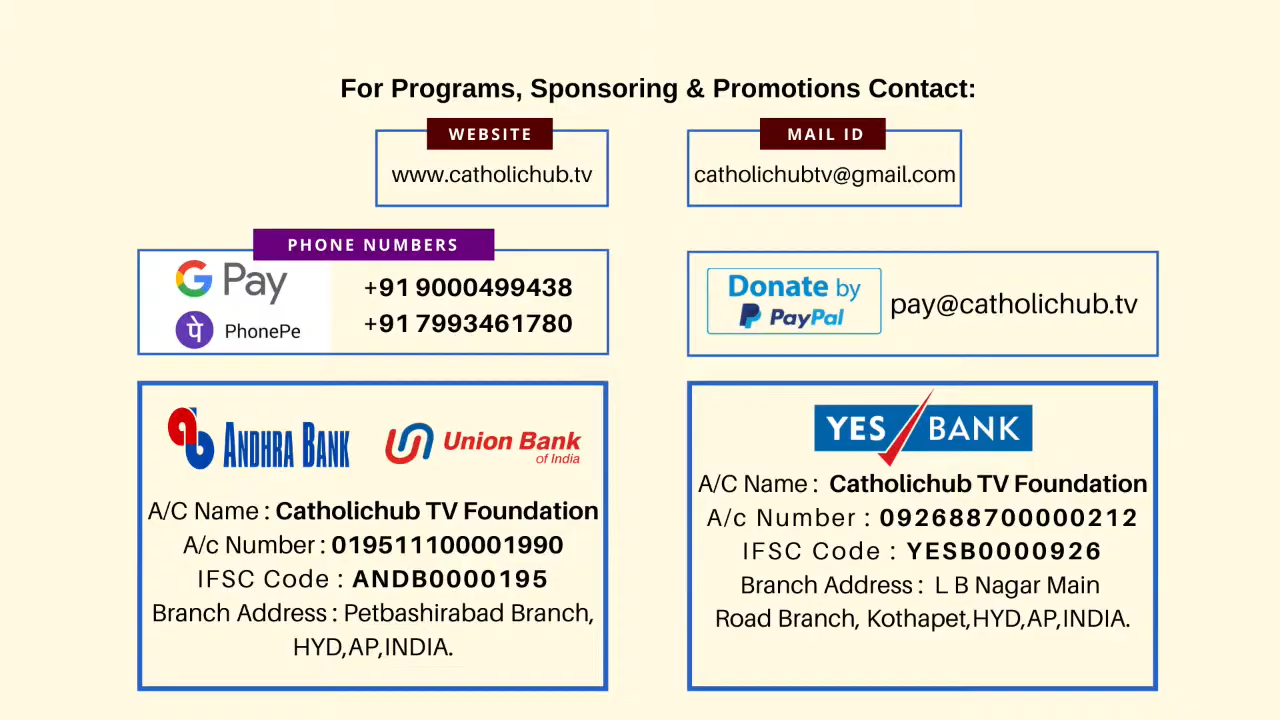 For Programs, Sponsoring & Promotions Contact:
WEBSITE
www.catholichub.tv
MAIL ID
catholichubtv@gmail.com
PHONE NUMBERS
G Pay
+91 9000499438
पे PhonePe
+91 7993461780
Donate by
PayPal
pay@catholichub.tv
ANDHRA BANK
Union Bank
of India
A/C Name : Catholichub TV Foundation
A/c Number : 019511100001990
IFSC Code : ANDB0000195
Branch Address : Petbashirabad Branch,
HYD,AP,INDIA.
YES BANK
A/C Name : Catholichub TV Foundation
A/c Number : 092688700000212
IFSC Code : YESB0000926
Branch Address : L B Nagar Main
Road Branch, Kothapet,HYD,AP,INDIA.